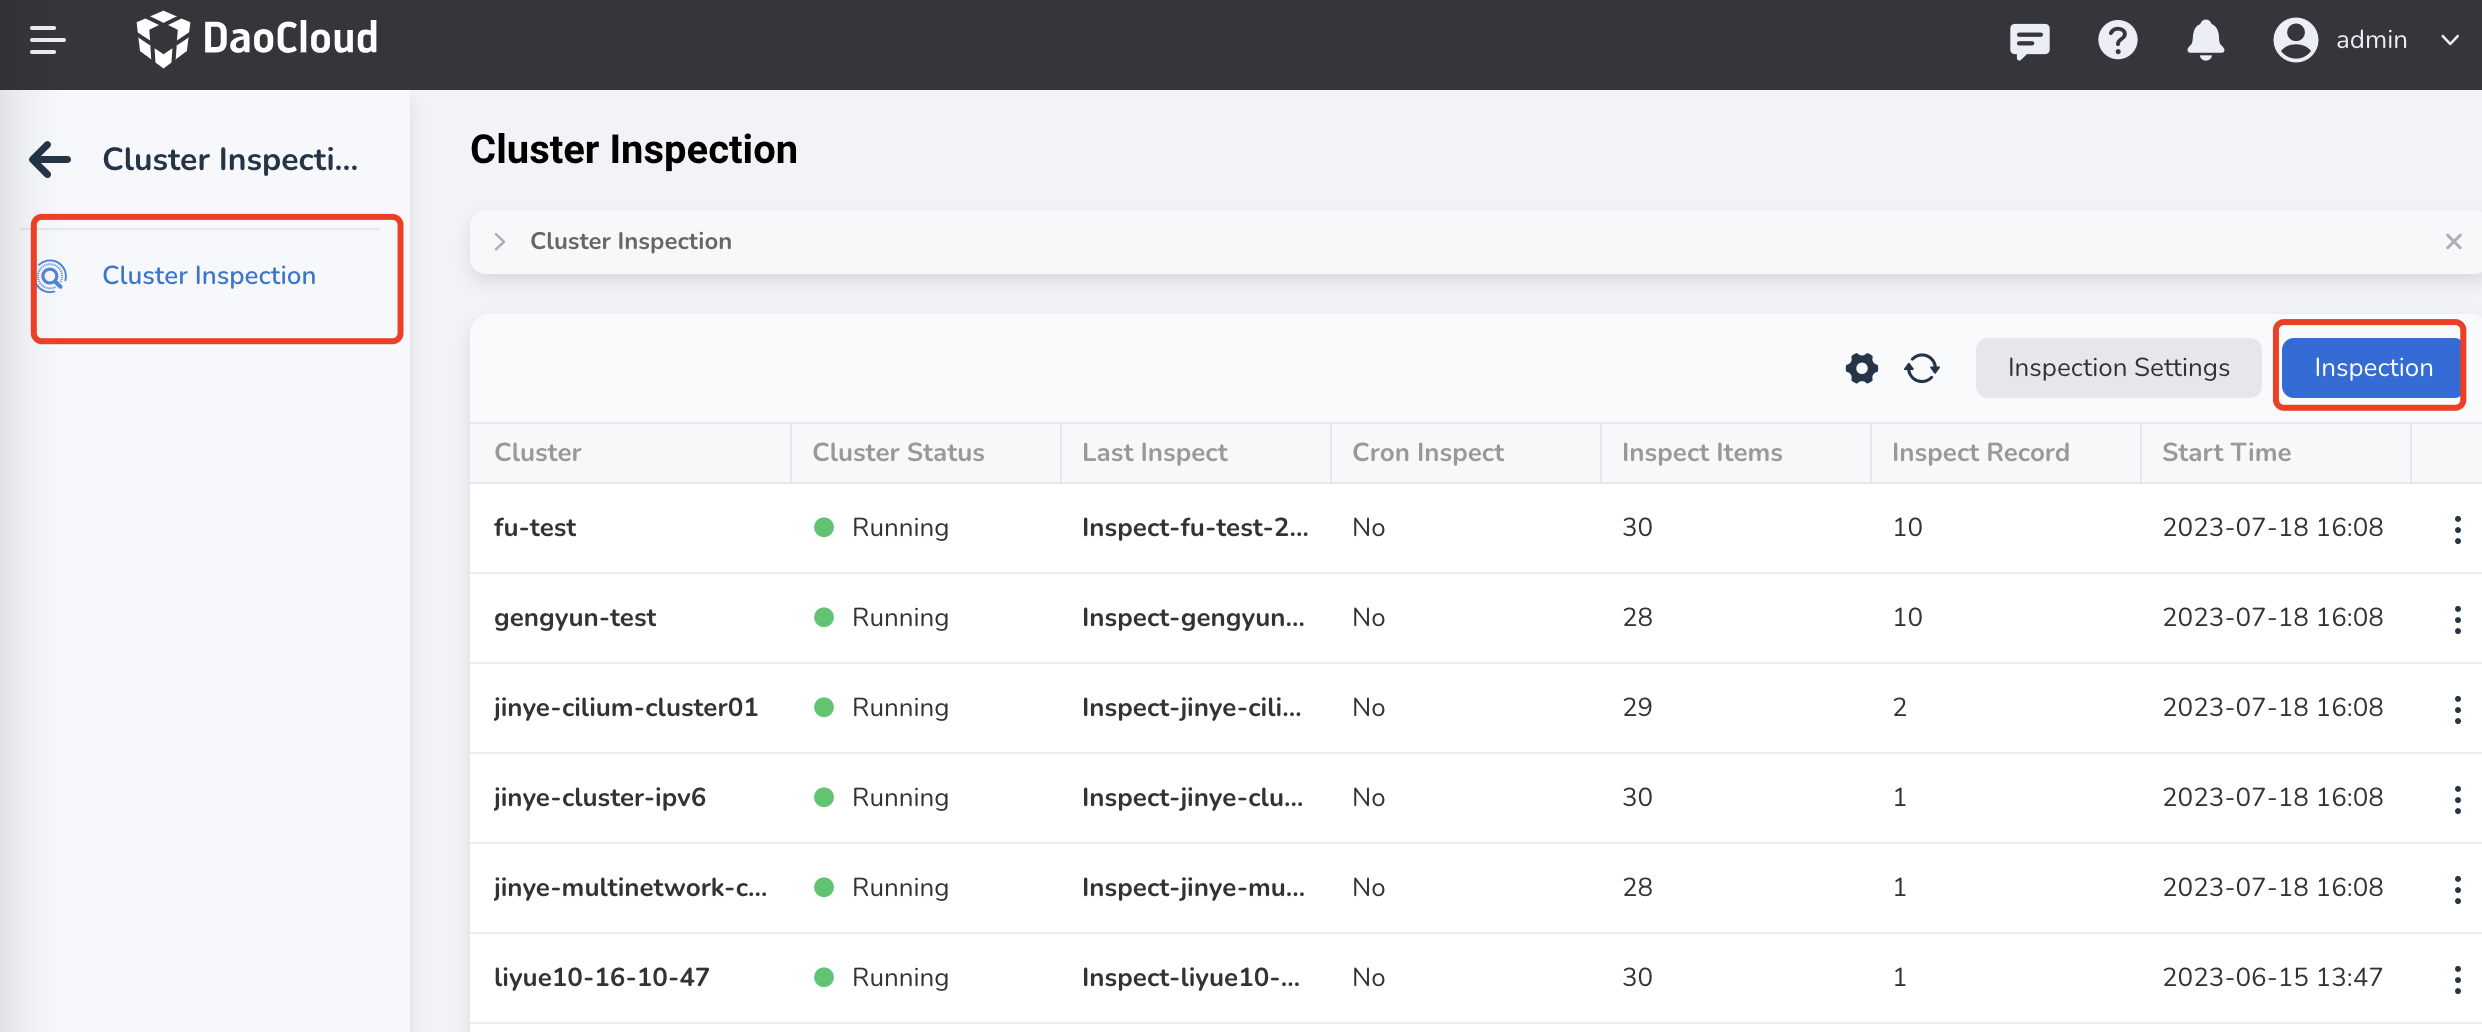 DaoCloud
admin
Cluster Inspecti...
Cluster Inspection
Cluster Inspection
Cluster Inspection
Inspection Settings
Inspection
Cluster Cluster Status Last Inspect Cron Inspect Inspect Items Inspect Record Start Time
fu-test Running Inspect-fu-test-2... No 30 10 2023-07-18 16:08
gengyun-test Running Inspect-gengyun... No 28 10 2023-07-18 16:08
jinye-cilium-cluster01 Running Inspect-jinye-cili... No 29 2 2023-07-18 16:08
jinye-cluster-ipv6 Running Inspect-jinye-clu... No 30 1 2023-07-18 16:08
jinye-multinetwork-c... Running Inspect-jinye-mu... No 28 1 2023-07-18 16:08
liyue10-16-10-47 Running Inspect-liyue10-... No 30 1 2023-06-15 13:47